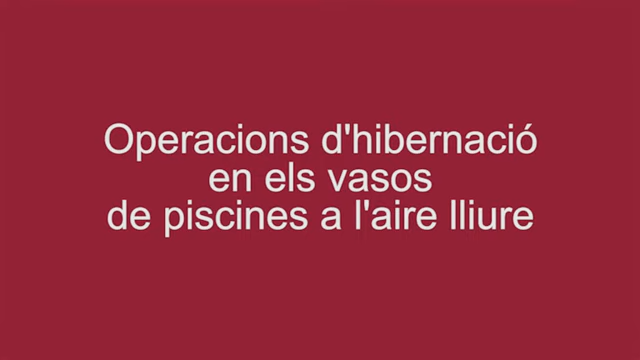 Operacions d'hibernació
en els vasos
de piscines a l'aire lliure